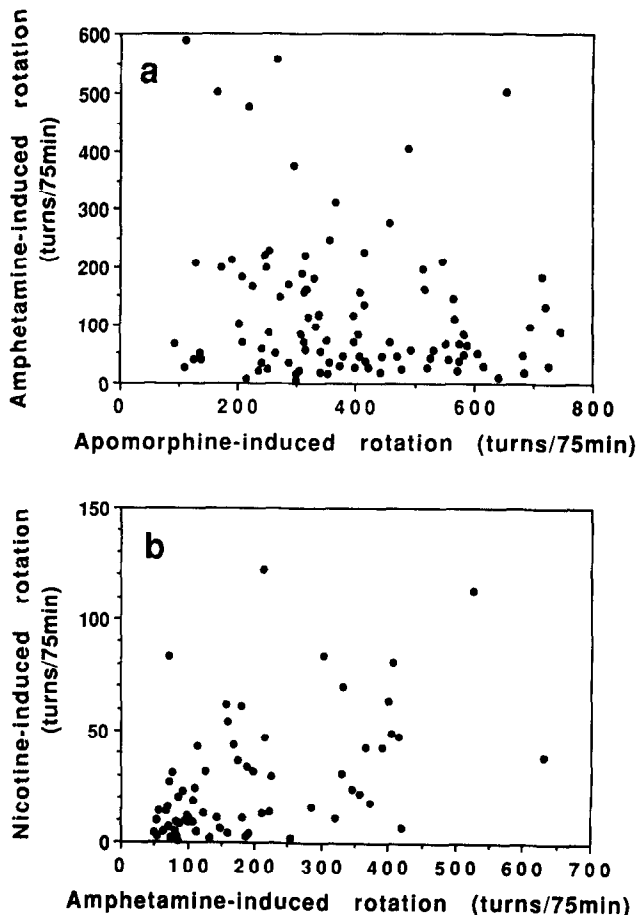 Amphetamine-induced rotation
(turns/75min)
600
500
400
300
200
100
0
a
0 200 400 600 800
Apomorphine-induced rotation (turns/75min)
Nicotine-induced rotation
(turns/75min)
150
100
50
0
b
0 100 200 300 400 500 600 700
Amphetamine-induced rotation (turns/75min)